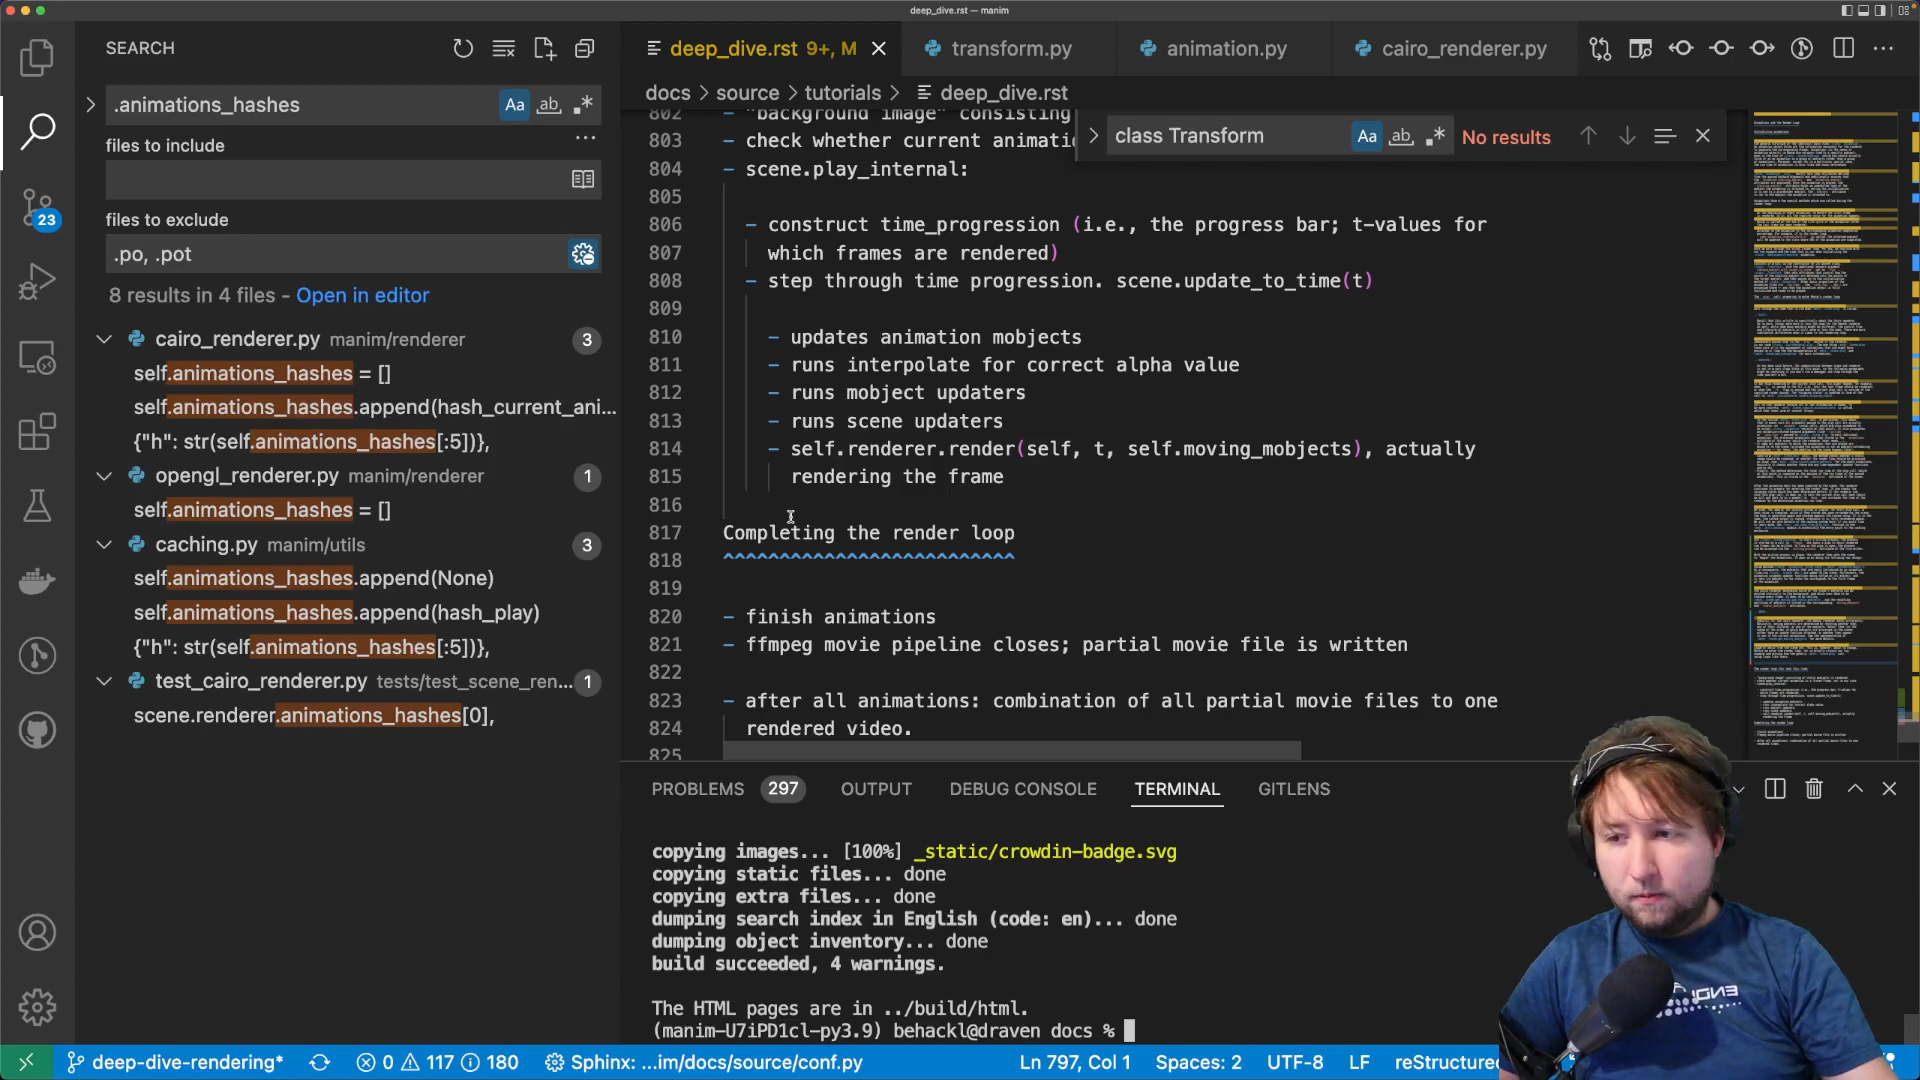 deep_dive.rst — manim
SEARCH
deep_dive.rst 9+, M
transform.py
animation.py
cairo_renderer.py
.animations_hashes
Aa
ab
.*
docs > source > tutorials > deep_dive.rst
class Transform
Aa
ab
.*
No results
files to include
files to exclude
.po, .pot
8 results in 4 files - Open in editor
cairo_renderer.py manim/renderer 3
self.animations_hashes = []
self.animations_hashes.append(hash_current_ani...
{"h": str(self.animations_hashes[:5])},
opengl_renderer.py manim/renderer 1
self.animations_hashes = []
caching.py manim/utils 3
self.animations_hashes.append(None)
self.animations_hashes.append(hash_play)
{"h": str(self.animations_hashes[:5])},
test_cairo_renderer.py tests/test_scene_ren... 1
scene.renderer.animations_hashes[0],
23
802 - "background image" consisting
803 - check whether current animati
804 - scene.play_internal:
805
806 - construct time_progression (i.e., the progress bar; t-values for
807 which frames are rendered)
808 - step through time progression. scene.update_to_time(t)
809
810 - updates animation mobjects
811 - runs interpolate for correct alpha value
812 - runs mobject updaters
813 - runs scene updaters
814 - self.renderer.render(self, t, self.moving_mobjects), actually
815 rendering the frame
816
817 Completing the render loop
818 ^^^^^^^^^^^^^^^^^^^^^^^^^^
819
820 - finish animations
821 - ffmpeg movie pipeline closes; partial movie file is written
822
823 - after all animations: combination of all partial movie files to one
824 rendered video.
825
PROBLEMS 297 OUTPUT DEBUG CONSOLE TERMINAL GITLENS
copying images... [100%] _static/crowdin-badge.svg
copying static files... done
copying extra files... done
dumping search index in English (code: en)... done
dumping object inventory... done
build succeeded, 4 warnings.
The HTML pages are in ../build/html.
(manim-U7iPD1cl-py3.9) behackl@draven docs %
deep-dive-rendering* 0 117 180 Sphinx: ...im/docs/source/conf.py Ln 797, Col 1 Spaces: 2 UTF-8 LF reStructured